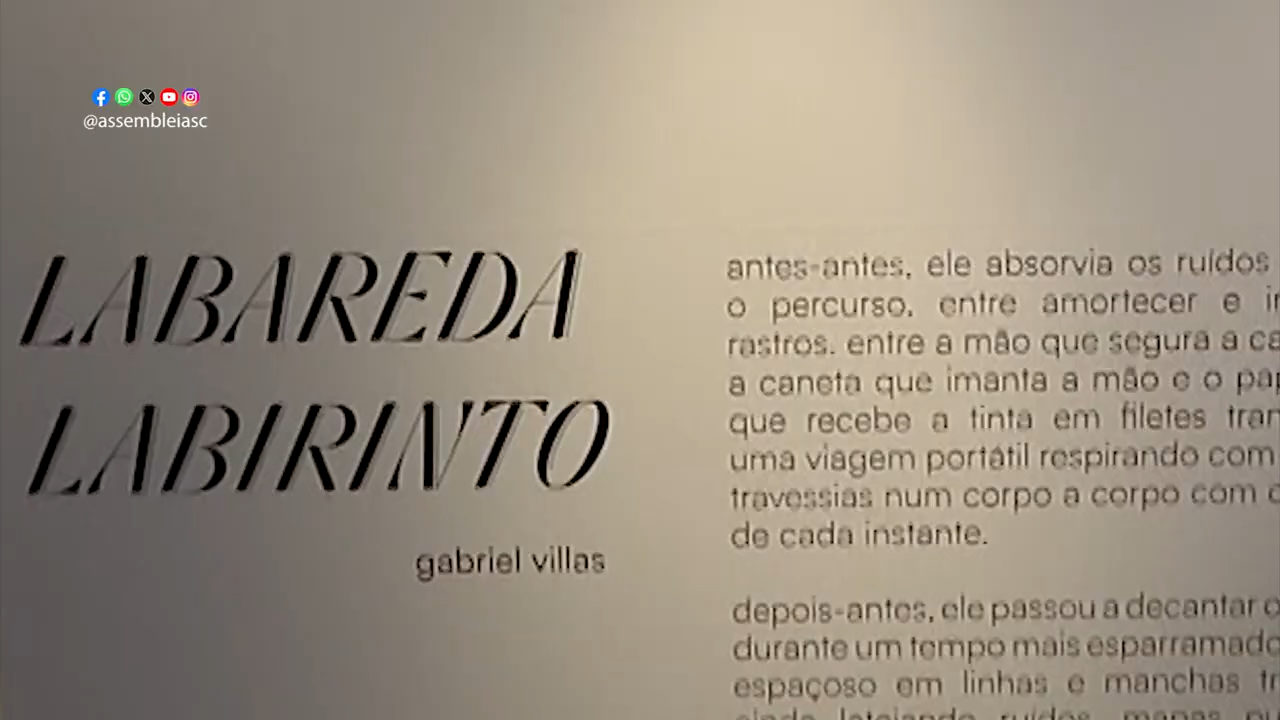 @assembleiasc
LABAREDA
LABIRINTO
gabriel villas
antes-antes, ele absorvia os ruídos
o percurso. entre amortecer e
rastros. entre a mão que segura a
a caneta que imanta a mão e o
que recebe a tinta em filetes
uma viagem portátil respirando com
travessias num corpo a corpo com
de cada instante.
depois-antes, ele passou a decantar
durante um tempo mais esparramado
espaçoso em linhas e manchas